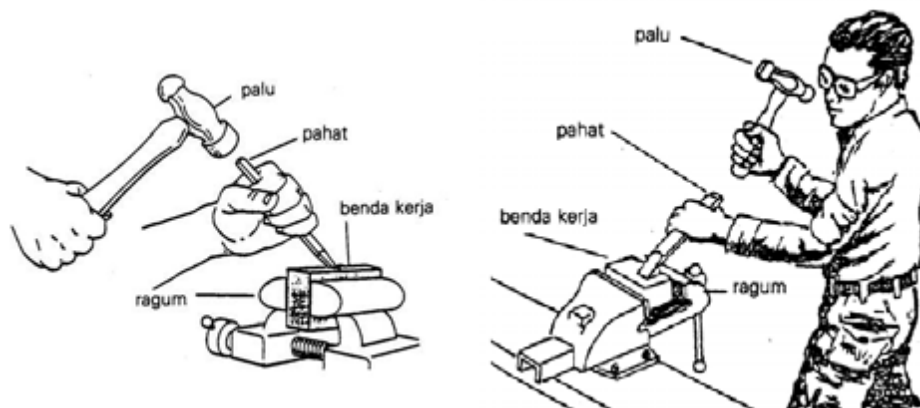 palu
pahat
benda kerja
ragum
palu
pahat
benda kerja
ragum